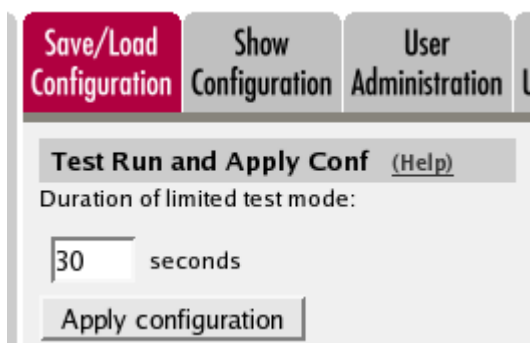 Save/Load Show User
Configuration Configuration Administration
Test Run and Apply Conf (Help)
Duration of limited test mode:
30 seconds
Apply configuration